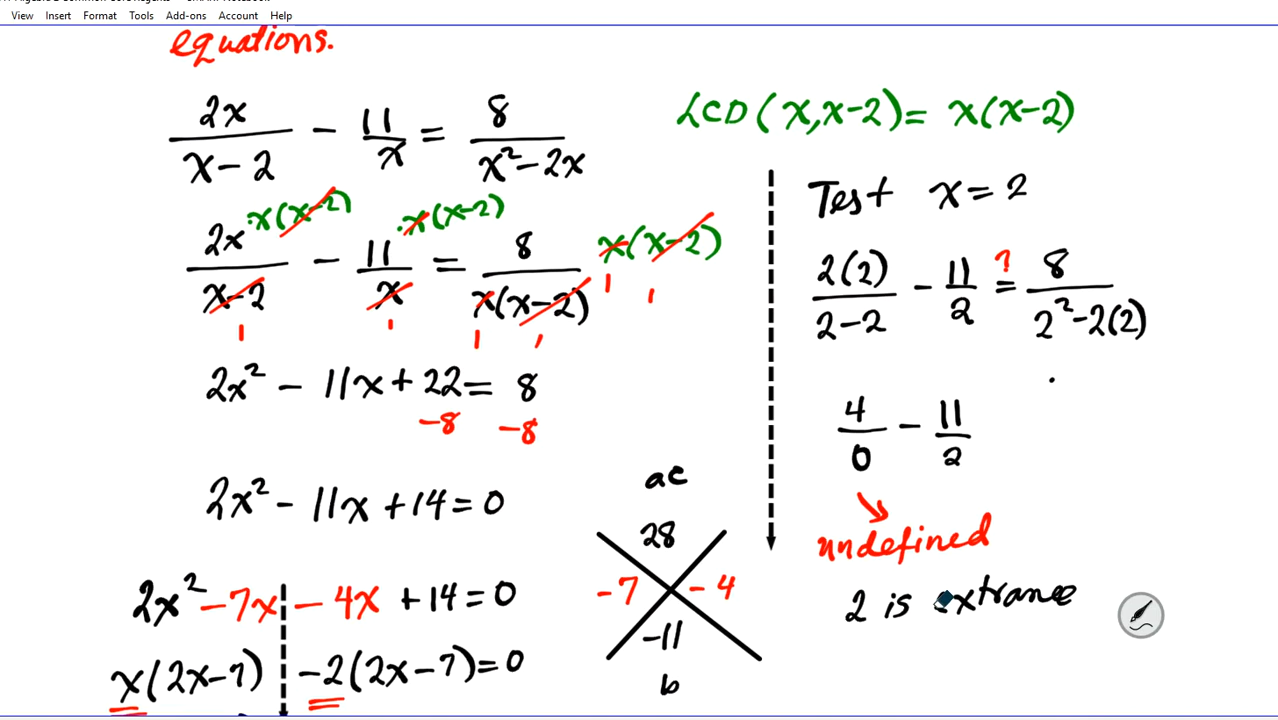 View Insert Format Tools Add-ons Account Help
equations.
2x/(x-2) - 11/x = 8/(x²-2x)
LCD(x,x-2)= x(x-2)
2x·x(x-2)/(x-2) - 11·x(x-2)/x = 8/(x(x-2)) x(x-2)
1 1 1 1 1 1
2x² - 11x + 22 = 8
-8 -8
2x² - 11x + 14 = 0
2x² - 7x - 4x + 14 = 0
x(2x-7) -2(2x-7)=0
ac
28
-7 -4
-11
b
Test x = 2
2(2)/(2-2) - 11/2 ?= 8/(2²-2(2))
4/0 - 11/2
undefined
2 is extrane